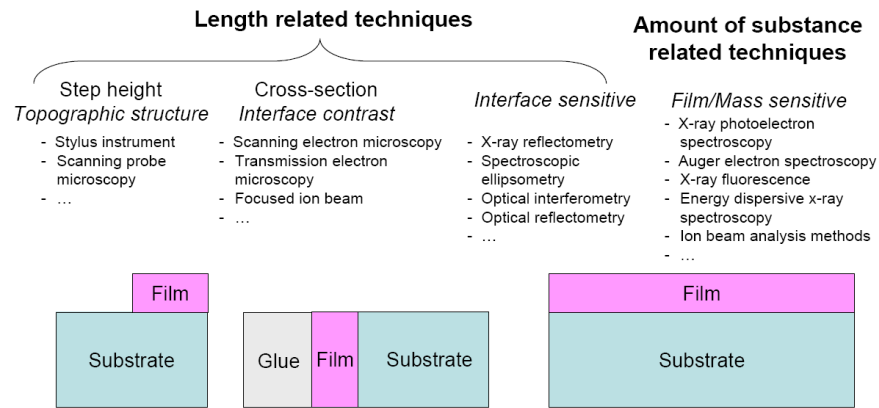 Length related techniques
Amount of substance
related techniques
Step height
Topographic structure
- Stylus instrument
- Scanning probe
microscopy
- ...
Cross-section
Interface contrast
- Scanning electron microscopy
- Transmission electron
microscopy
- Focused ion beam
- ...
Interface sensitive
- X-ray reflectometry
- Spectroscopic
ellipsometry
- Optical interferometry
- Optical reflectometry
- ...
Film/Mass sensitive
- X-ray photoelectron
spectroscopy
- Auger electron spectroscopy
- X-ray fluorescence
- Energy dispersive x-ray
spectroscopy
- Ion beam analysis methods
- ...
Film
Substrate
Glue
Film
Substrate
Film
Substrate